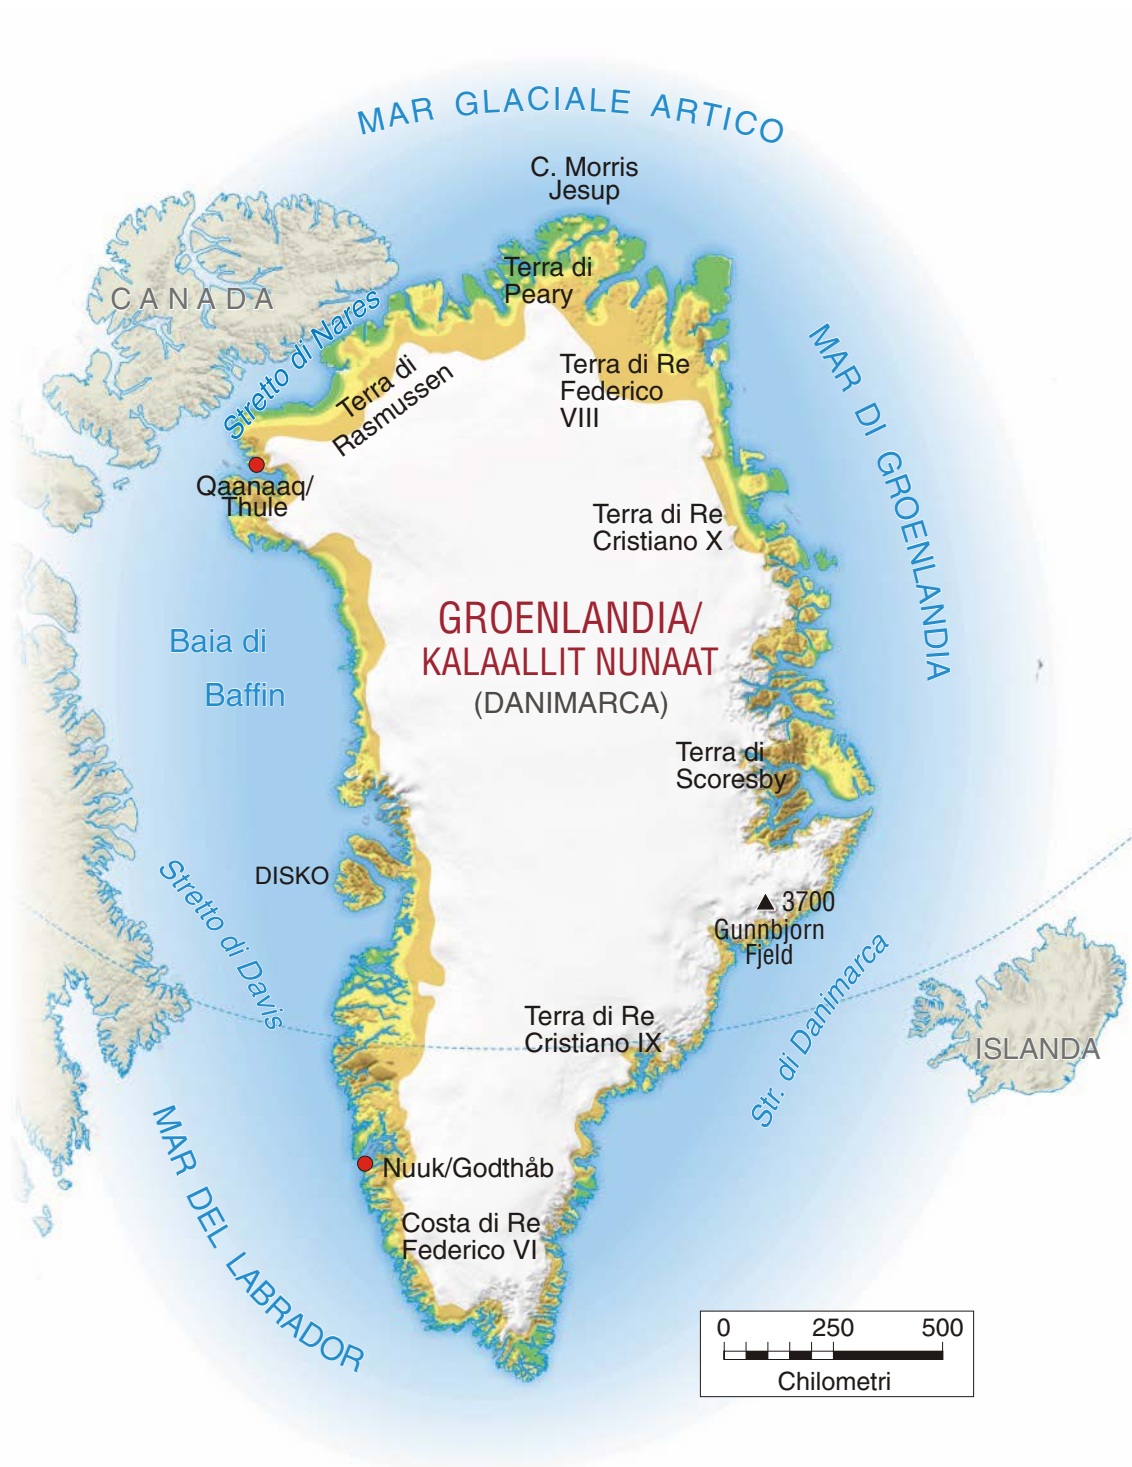 MAR GLACIALE ARTICO
C. Morris
Jesup
CANADA
Terra di
Peary
Stretto di Nares
Terra di
Rasmussen
Terra di Re
Federico
VIII
MAR DI GROENLANDIA
Qaanaaq/
Thule
Terra di Re
Cristiano X
GROENLANDIA/
KALAALLIT NUNAAT
(DANIMARCA)
Baia di
Baffin
Terra di
Scoresby
DISKO
Stretto di Davis
3700
Gunnbjorn
Fjeld
Str. di Danimarca
Terra di Re
Cristiano IX
ISLANDA
Nuuk/Godthåb
Costa di Re
Federico VI
MAR DEL LABRADOR
0 250 500
Chilometri